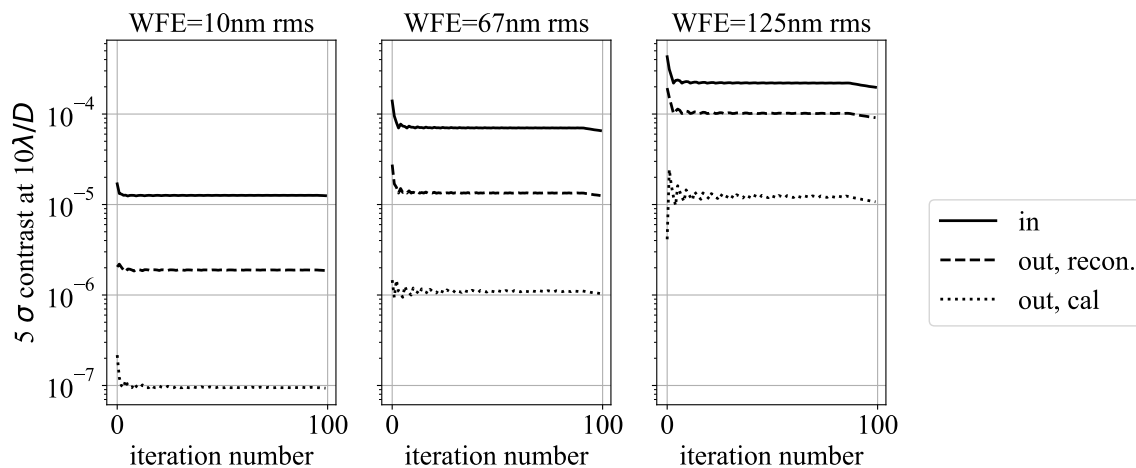 WFE=10nm rms WFE=67nm rms WFE=125nm rms
5 σ contrast at 10λ/D
10⁻⁴
10⁻⁵
10⁻⁶
10⁻⁷
0 100 0 100 0 100
iteration number iteration number iteration number
in
out, recon.
out, cal